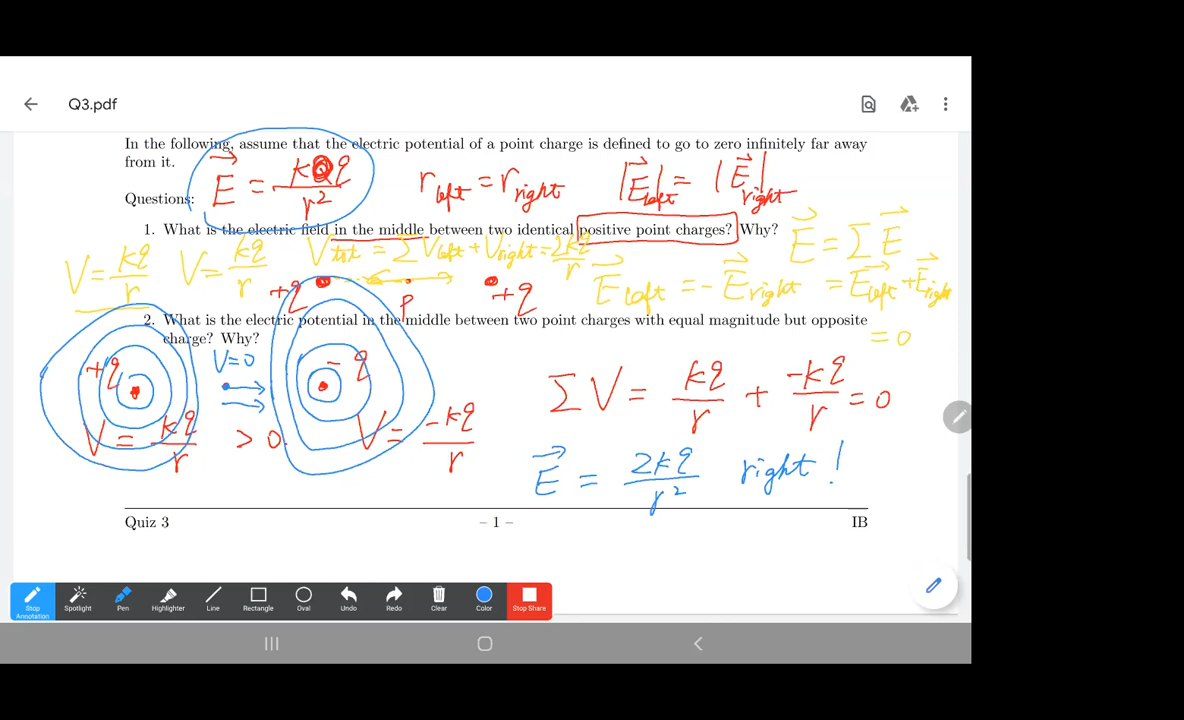 Q3.pdf
In the following, assume that the electric potential of a point charge is defined to go to zero infinitely far away
from it.
E = kq/r² r_left = r_right |E_left| = |E|_right
Questions:
1. What is the electric field in the middle between two identical positive point charges? Why?
E = ΣE
V = kq/r V = kq/r V_tot = Σ V_left + V_right = 2kq/r
+q p +q E_left = - E_right = E_left + E_right
= 0
2. What is the electric potential in the middle between two point charges with equal magnitude but opposite
charge? Why?
V=0
+q -q ΣV = kq/r + -kq/r = 0
V = kq/r > 0 V = -kq/r
E = 2kq/r² right!
Quiz 3 – 1 – IB
Stop Annotation Spotlight Pen Highlighter Line Rectangle Oval Undo Redo Clear Color Stop Share